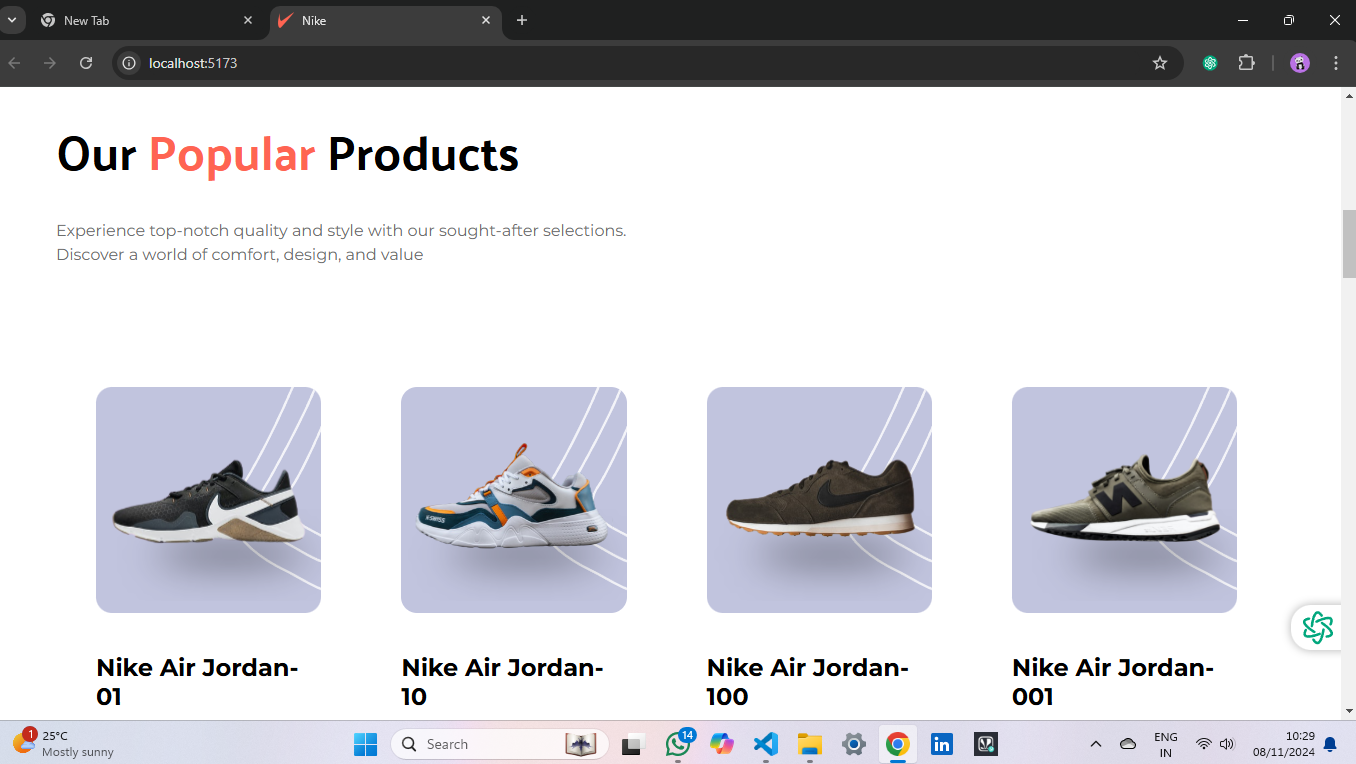 New Tab
Nike
localhost:5173
Our Popular Products
Experience top-notch quality and style with our sought-after selections.
Discover a world of comfort, design, and value
K·SWISS
N
Nike Air Jordan-
01
Nike Air Jordan-
10
Nike Air Jordan-
100
Nike Air Jordan-
001
1
25°C
Mostly sunny
Search
14
in
ENG
IN
10:29
08/11/2024